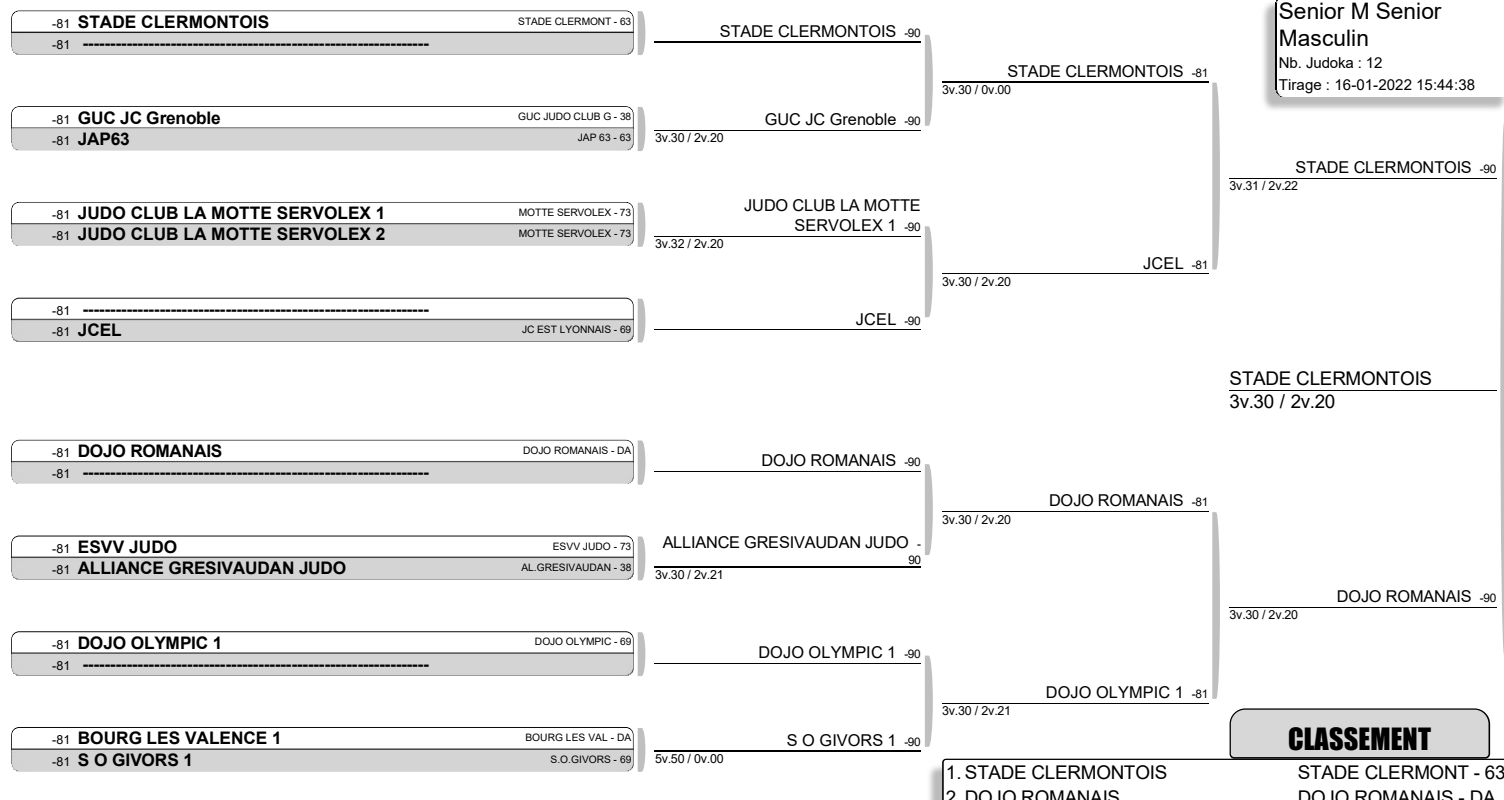 Senior M Senior
Masculin
Nb. Judoka : 12
Tirage : 16-01-2022 15:44:38
-81 STADE CLERMONTOIS STADE CLERMONT - 63
-81 --------------------------------------------------------------------
-81 GUC JC Grenoble GUC JUDO CLUB G - 38
-81 JAP63 JAP 63 - 63
-81 JUDO CLUB LA MOTTE SERVOLEX 1 MOTTE SERVOLEX - 73
-81 JUDO CLUB LA MOTTE SERVOLEX 2 MOTTE SERVOLEX - 73
-81 --------------------------------------------------------------------
-81 JCEL JC EST LYONNAIS - 69
-81 DOJO ROMANAIS DOJO ROMANAIS - DA
-81 --------------------------------------------------------------------
-81 ESVV JUDO ESVV JUDO - 73
-81 ALLIANCE GRESIVAUDAN JUDO AL.GRESIVAUDAN - 38
-81 DOJO OLYMPIC 1 DOJO OLYMPIC - 69
-81 --------------------------------------------------------------------
-81 BOURG LES VALENCE 1 BOURG LES VAL - DA
-81 S O GIVORS 1 S.O.GIVORS - 69
STADE CLERMONTOIS -90
GUC JC Grenoble -90
3v.30 / 2v.20
JUDO CLUB LA MOTTE
SERVOLEX 1 -90
3v.32 / 2v.20
JCEL -90
DOJO ROMANAIS -90
ALLIANCE GRESIVAUDAN JUDO -
90
3v.30 / 2v.21
DOJO OLYMPIC 1 -90
S O GIVORS 1 -90
5v.50 / 0v.00
STADE CLERMONTOIS -81
3v.30 / 0v.00
JCEL -81
3v.30 / 2v.20
DOJO ROMANAIS -81
3v.30 / 2v.20
DOJO OLYMPIC 1 -81
3v.30 / 2v.21
STADE CLERMONTOIS -90
3v.31 / 2v.22
STADE CLERMONTOIS
3v.30 / 2v.20
DOJO ROMANAIS -90
3v.30 / 2v.20
CLASSEMENT
1. STADE CLERMONTOIS STADE CLERMONT - 63
2. DOJO ROMANAIS DOJO ROMANAIS - DA